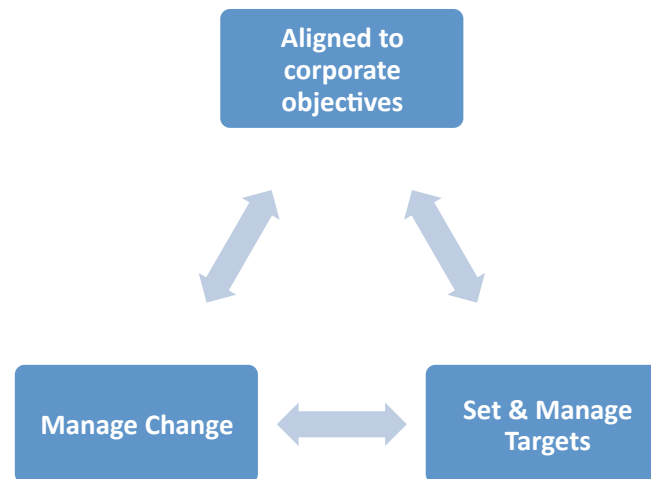 Aligned to
corporate
objectives
Manage Change
Set & Manage
Targets